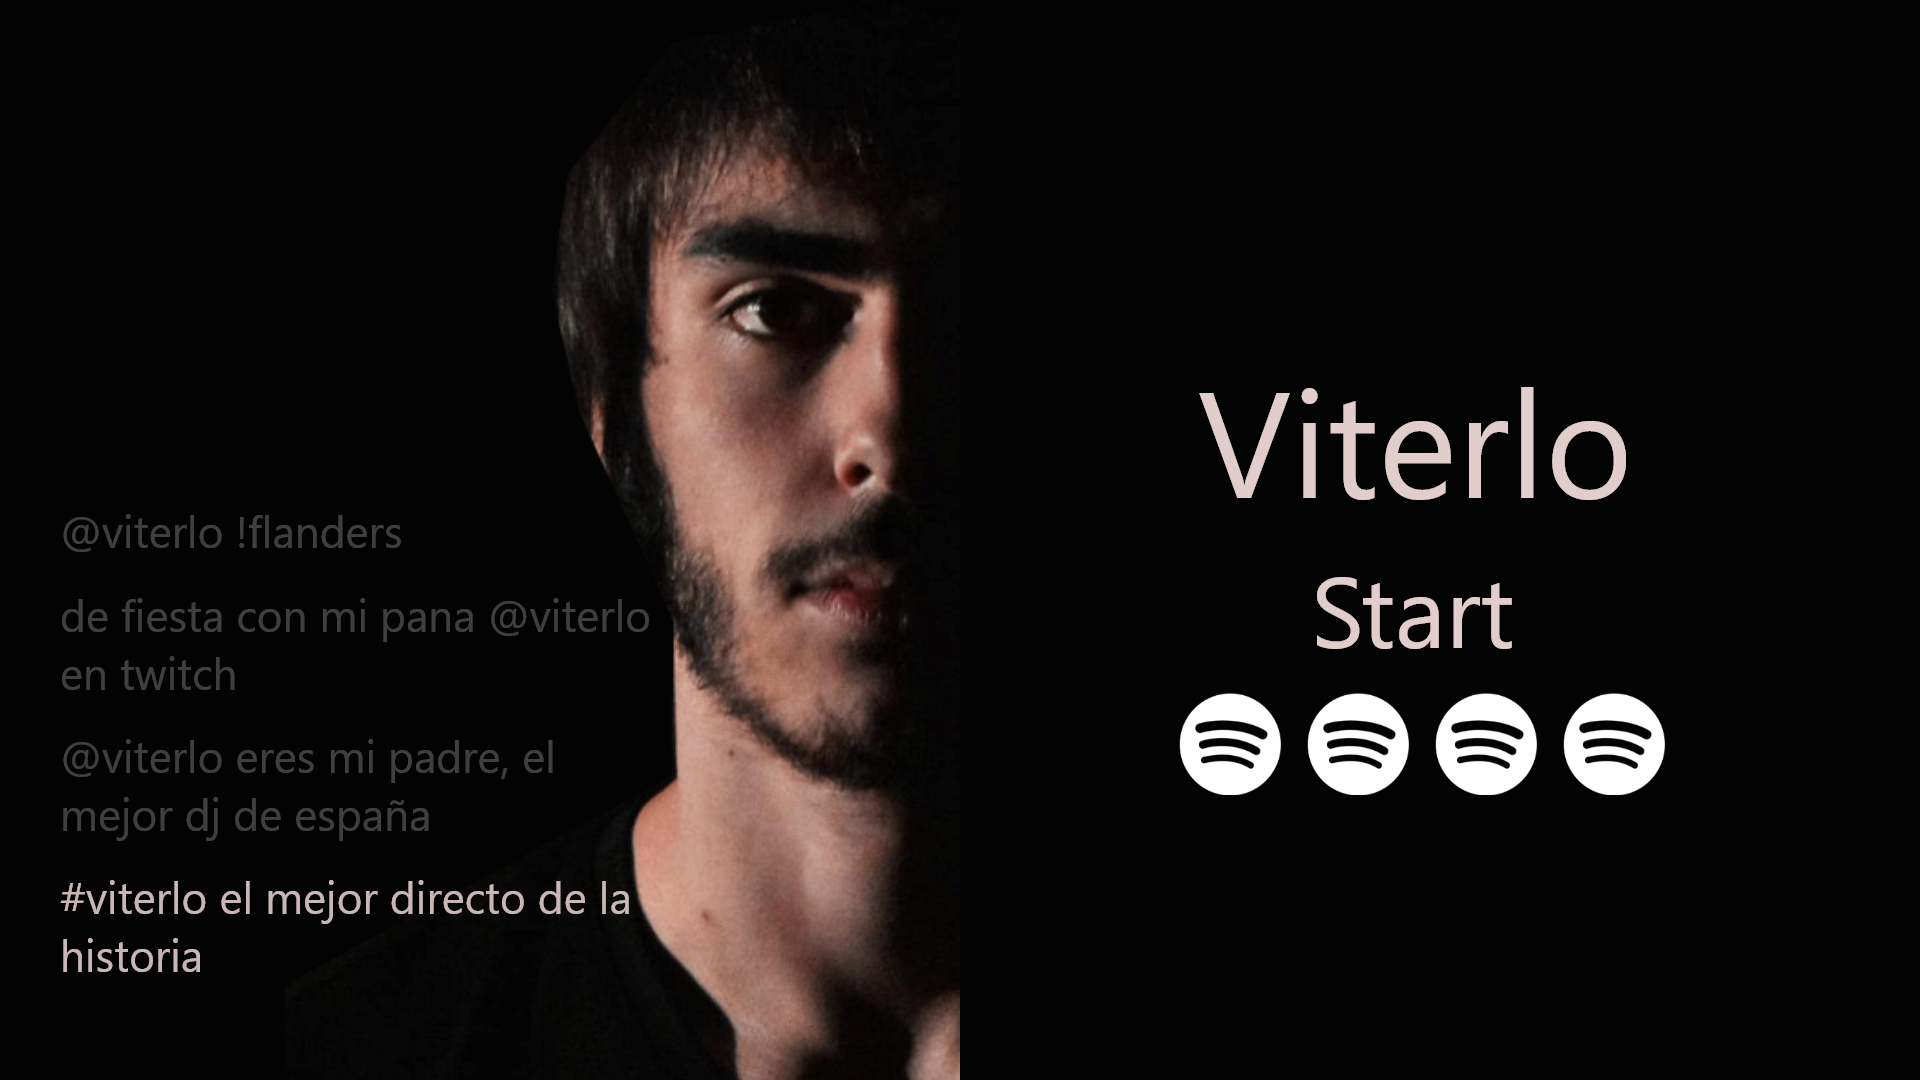 @viterlo !flanders
de fiesta con mi pana @viterlo
en twitch
@viterlo eres mi padre, el
mejor dj de españa
#viterlo el mejor directo de la
historia
Viterlo
Start